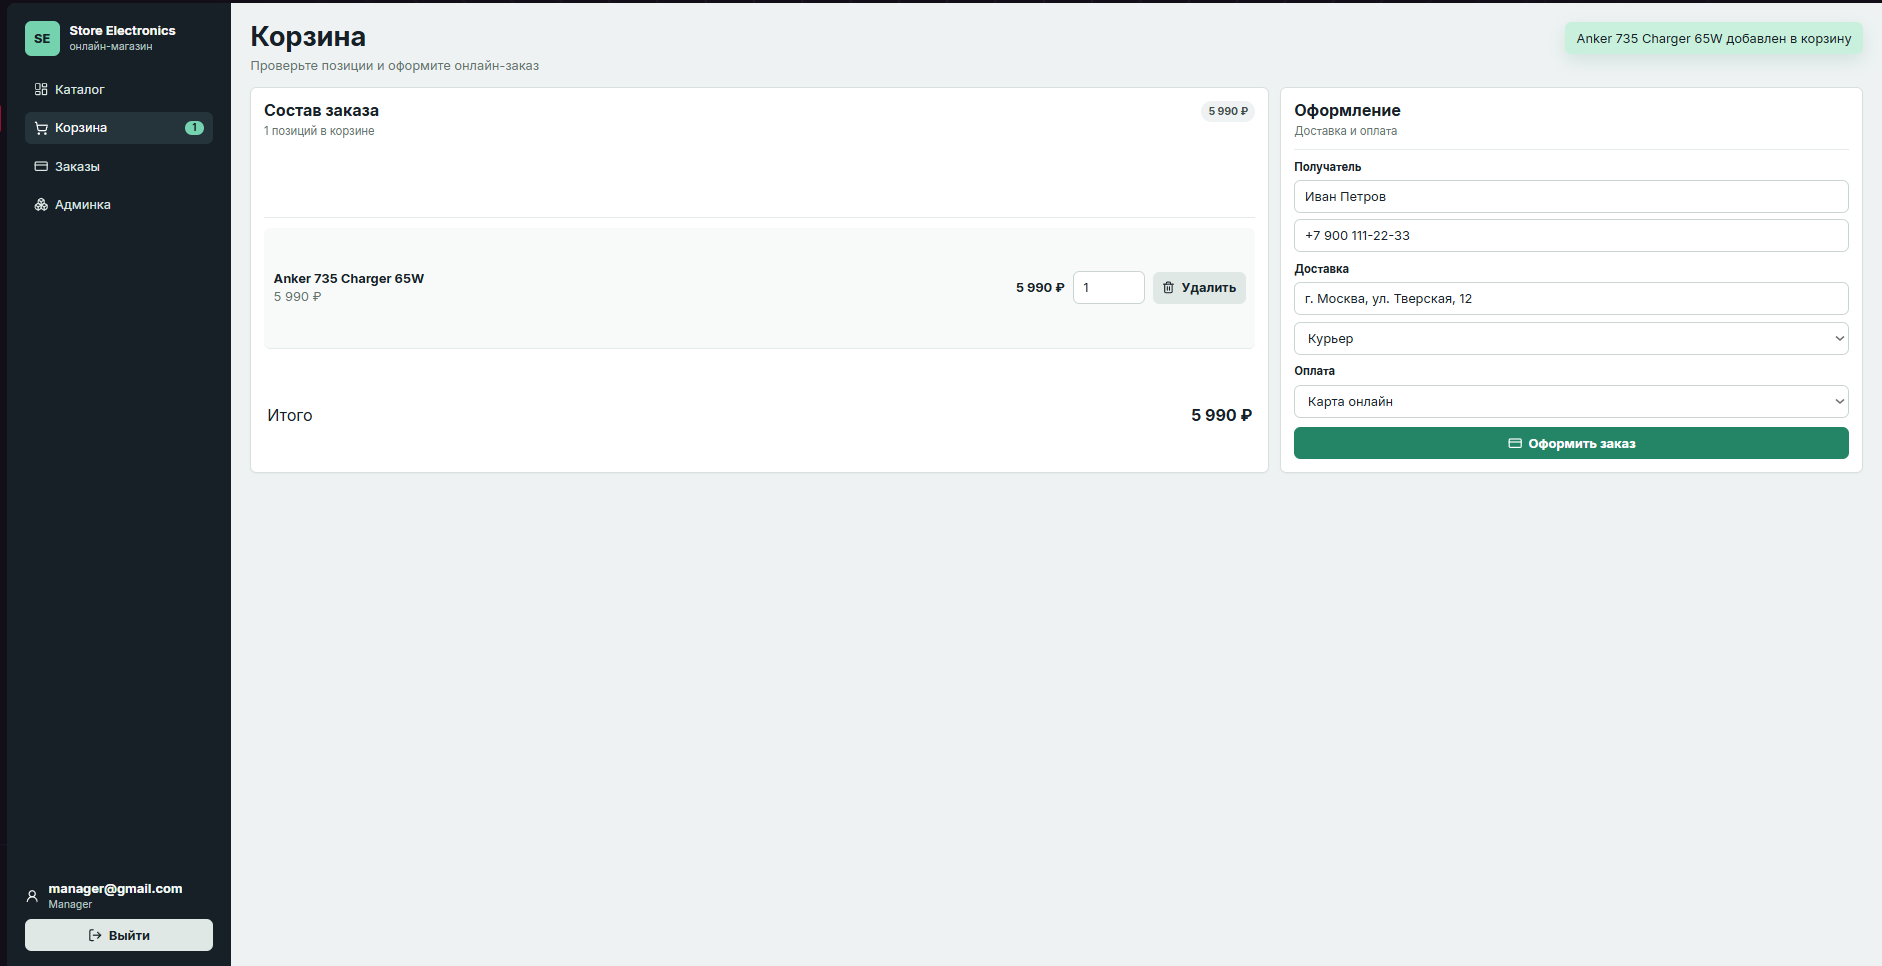 SE
Store Electronics
онлайн-магазин
Каталог
Корзина 1
Заказы
Админка
manager@gmail.com
Manager
Выйти
Корзина
Проверьте позиции и оформите онлайн-заказ
Anker 735 Charger 65W добавлен в корзину
Состав заказа 5 990 ₽
1 позиций в корзине
Anker 735 Charger 65W
5 990 ₽
5 990 ₽ 1 Удалить
Итого 5 990 ₽
Оформление
Доставка и оплата
Получатель
Иван Петров
+7 900 111-22-33
Доставка
г. Москва, ул. Тверская, 12
Курьер
Оплата
Карта онлайн
Оформить заказ